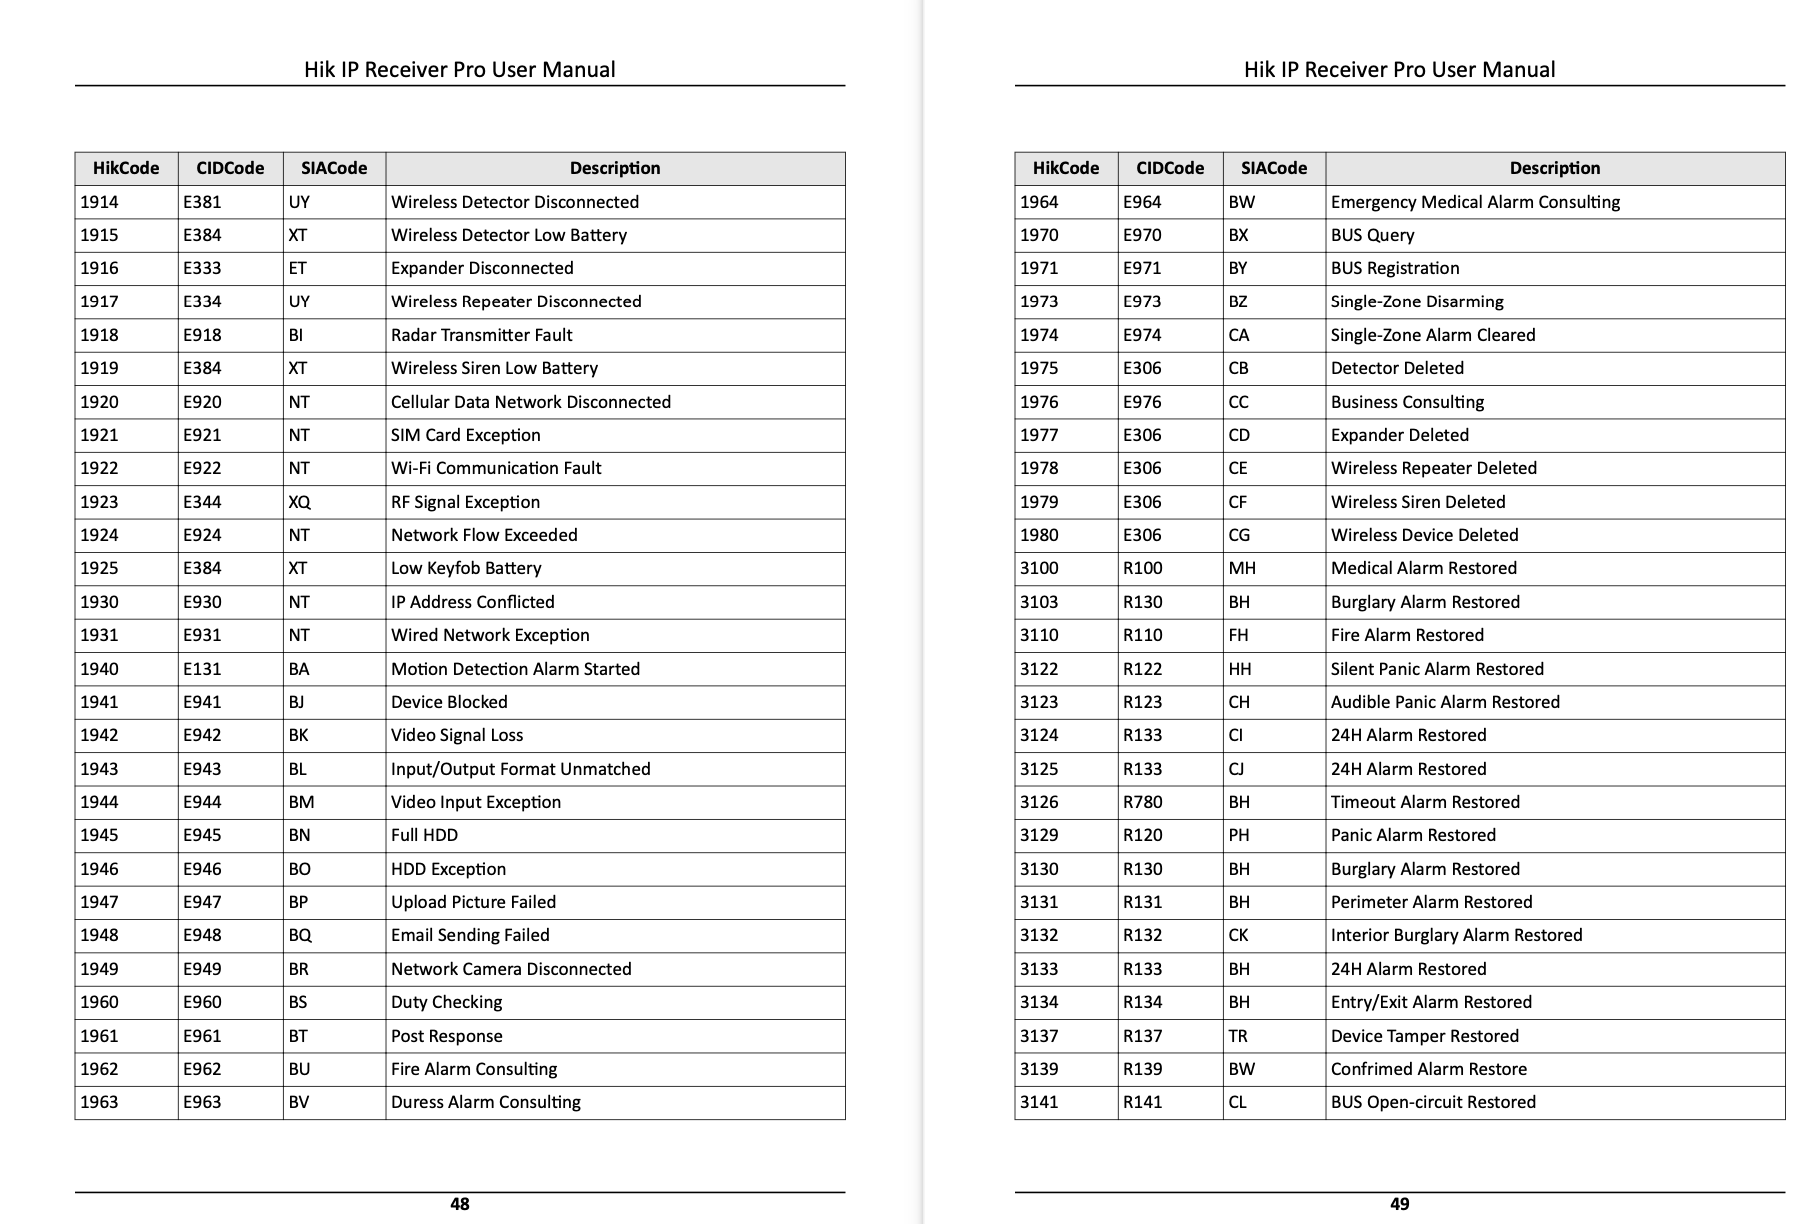 Hik IP Receiver Pro User Manual
HikCode CIDCode SIACode Description
1914 E381 UY Wireless Detector Disconnected
1915 E384 XT Wireless Detector Low Battery
1916 E333 ET Expander Disconnected
1917 E334 UY Wireless Repeater Disconnected
1918 E918 BI Radar Transmitter Fault
1919 E384 XT Wireless Siren Low Battery
1920 E920 NT Cellular Data Network Disconnected
1921 E921 NT SIM Card Exception
1922 E922 NT Wi-Fi Communication Fault
1923 E344 XQ RF Signal Exception
1924 E924 NT Network Flow Exceeded
1925 E384 XT Low Keyfob Battery
1930 E930 NT IP Address Conflicted
1931 E931 NT Wired Network Exception
1940 E131 BA Motion Detection Alarm Started
1941 E941 BJ Device Blocked
1942 E942 BK Video Signal Loss
1943 E943 BL Input/Output Format Unmatched
1944 E944 BM Video Input Exception
1945 E945 BN Full HDD
1946 E946 BO HDD Exception
1947 E947 BP Upload Picture Failed
1948 E948 BQ Email Sending Failed
1949 E949 BR Network Camera Disconnected
1960 E960 BS Duty Checking
1961 E961 BT Post Response
1962 E962 BU Fire Alarm Consulting
1963 E963 BV Duress Alarm Consulting
48
Hik IP Receiver Pro User Manual
HikCode CIDCode SIACode Description
1964 E964 BW Emergency Medical Alarm Consulting
1970 E970 BX BUS Query
1971 E971 BY BUS Registration
1973 E973 BZ Single-Zone Disarming
1974 E974 CA Single-Zone Alarm Cleared
1975 E306 CB Detector Deleted
1976 E976 CC Business Consulting
1977 E306 CD Expander Deleted
1978 E306 CE Wireless Repeater Deleted
1979 E306 CF Wireless Siren Deleted
1980 E306 CG Wireless Device Deleted
3100 R100 MH Medical Alarm Restored
3103 R130 BH Burglary Alarm Restored
3110 R110 FH Fire Alarm Restored
3122 R122 HH Silent Panic Alarm Restored
3123 R123 CH Audible Panic Alarm Restored
3124 R133 CI 24H Alarm Restored
3125 R133 CJ 24H Alarm Restored
3126 R780 BH Timeout Alarm Restored
3129 R120 PH Panic Alarm Restored
3130 R130 BH Burglary Alarm Restored
3131 R131 BH Perimeter Alarm Restored
3132 R132 CK Interior Burglary Alarm Restored
3133 R133 BH 24H Alarm Restored
3134 R134 BH Entry/Exit Alarm Restored
3137 R137 TR Device Tamper Restored
3139 R139 BW Confrimed Alarm Restore
3141 R141 CL BUS Open-circuit Restored
49